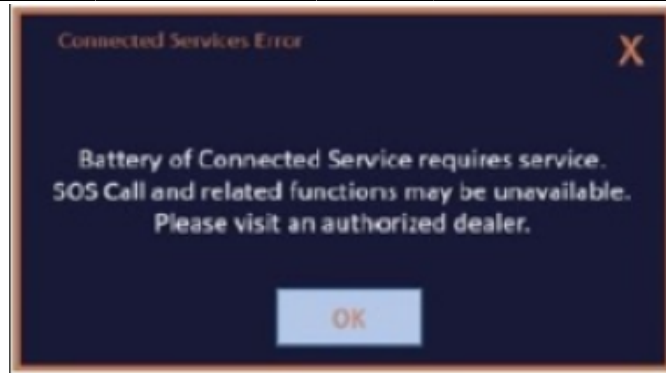 Connected Services Error
X
Battery of Connected Service requires service.
SOS Call and related functions may be unavailable.
Please visit an authorized dealer.
OK